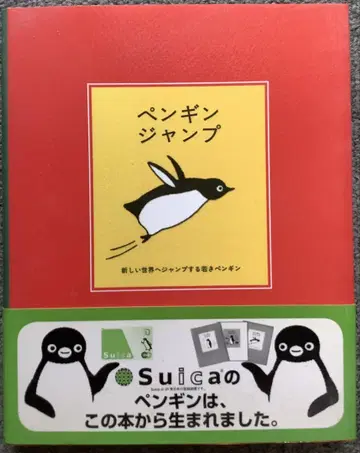 ペンギン
ジャンプ
新しい世界へジャンプする若きペンギン
Suica
Suicaの
ペンギンは、
この本から生まれました。